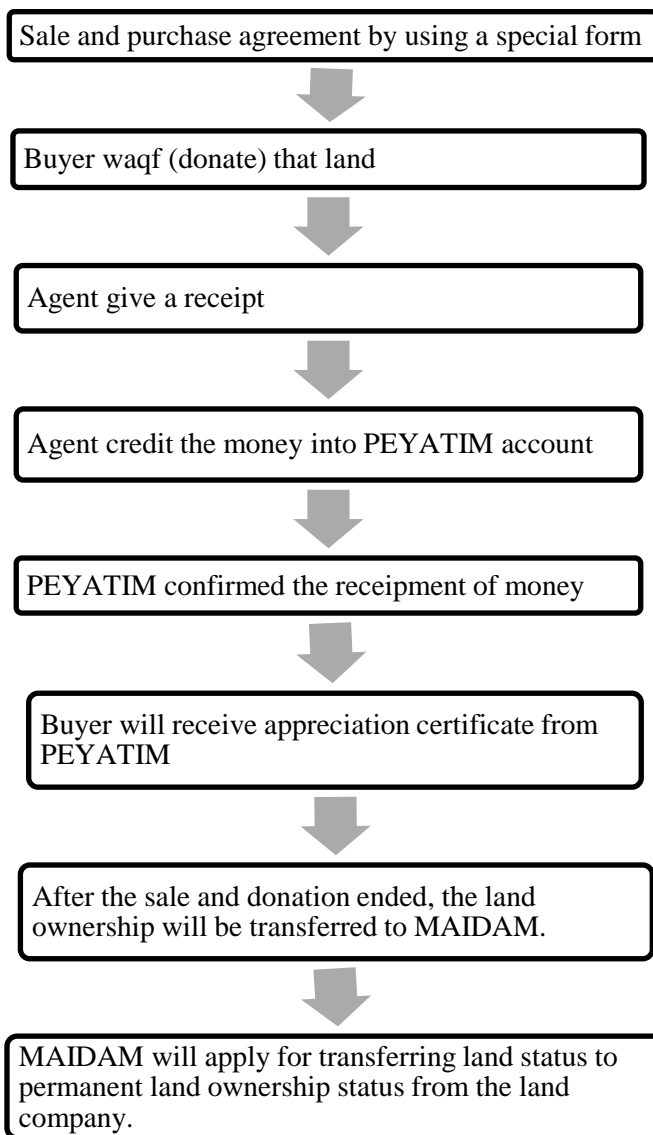 Sale and purchase agreement by using a special form
Buyer waqf (donate) that land
Agent give a receipt
Agent credit the money into PEYATIM account
PEYATIM confirmed the receipment of money
Buyer will receive appreciation certificate from
PEYATIM
After the sale and donation ended, the land
ownership will be transferred to MAIDAM.
MAIDAM will apply for transferring land status to
permanent land ownership status from the land
company.